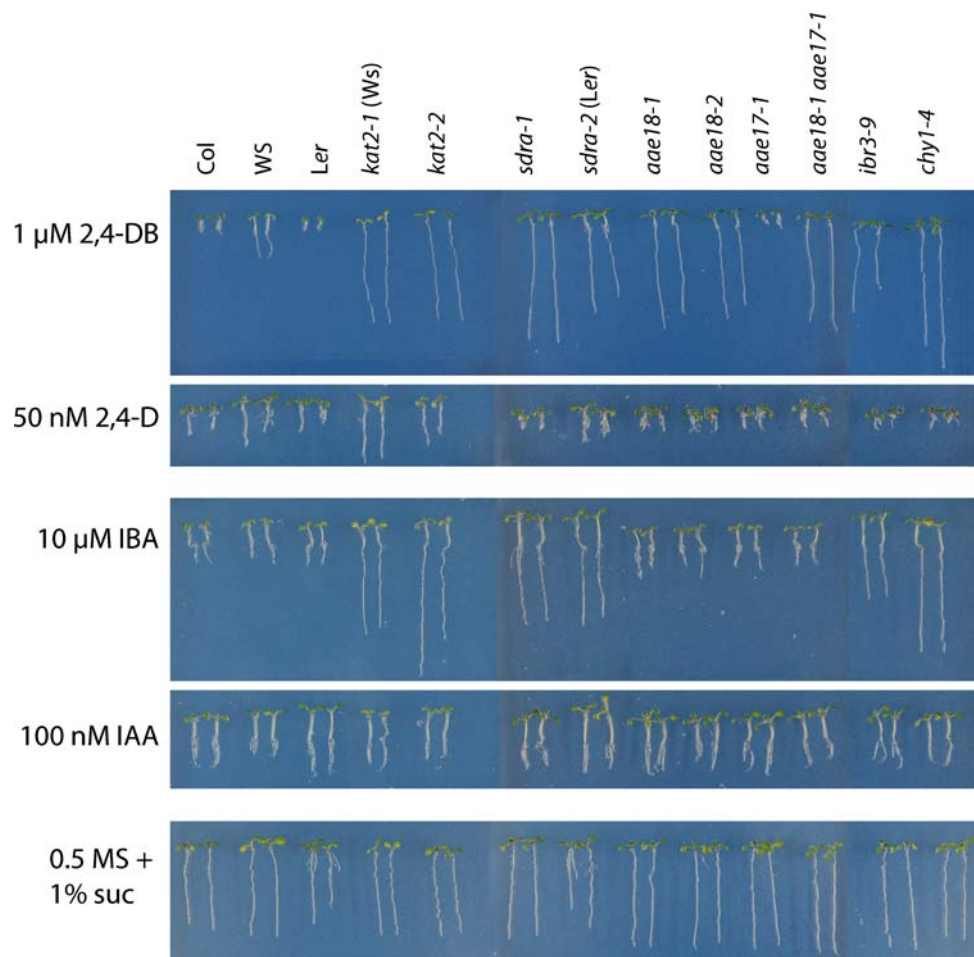 Col
WS
Ler
kat2-1 (Ws)
kat2-2
sdra-1
sdra-2 (Ler)
aae18-1
aae18-2
aae17-1
aae18-1 aae17-1
ibr3-9
chy1-4
1 µM 2,4-DB
50 nM 2,4-D
10 µM IBA
100 nM IAA
0.5 MS +
1% suc